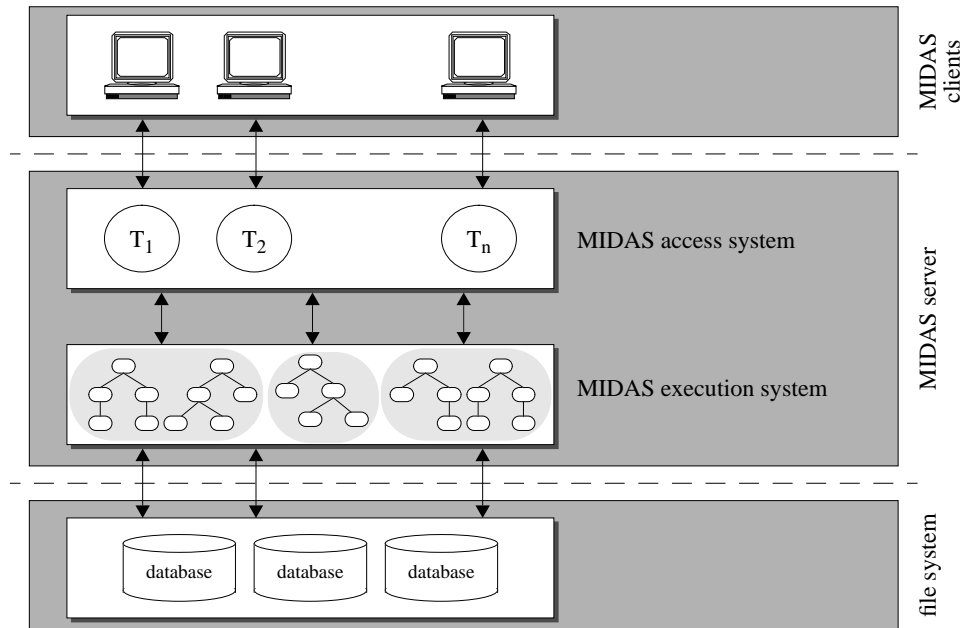 MIDAS
clients
T1
T2
Tn
MIDAS access system
MIDAS server
MIDAS execution system
database
database
database
file system